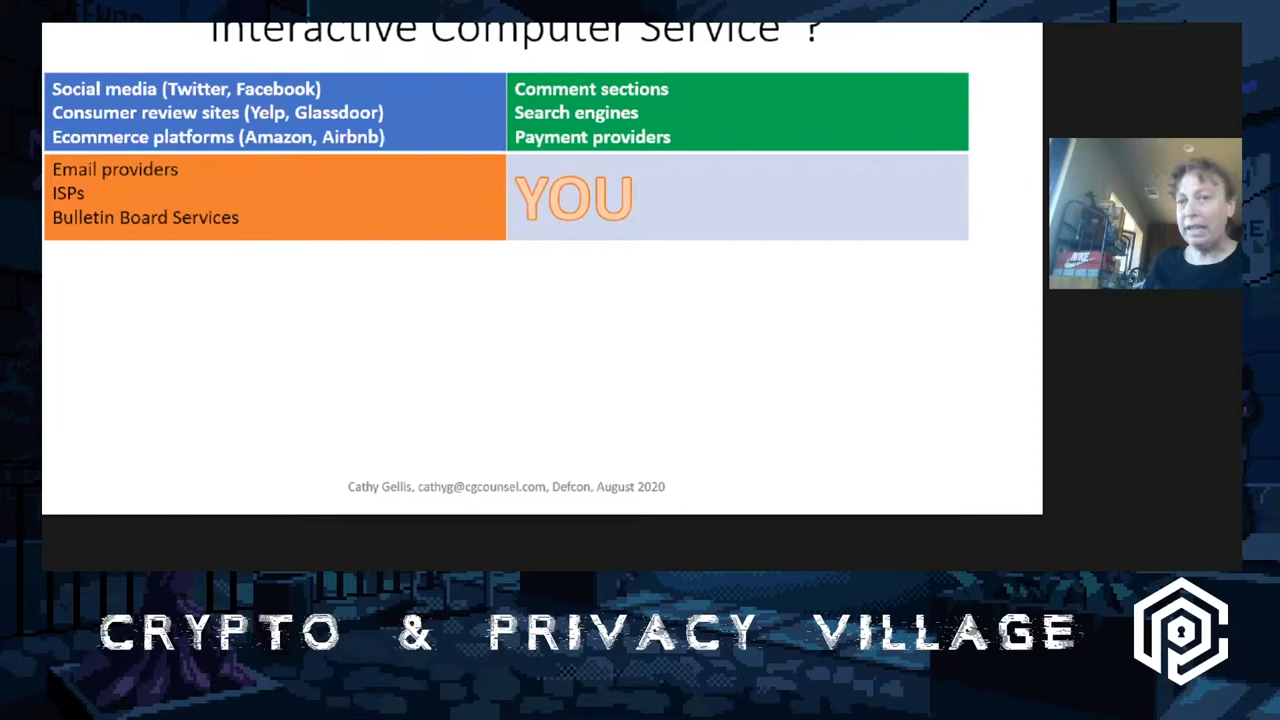 Interactive Computer Service" ?
Social media (Twitter, Facebook)
Consumer review sites (Yelp, Glassdoor)
Ecommerce platforms (Amazon, Airbnb)
Comment sections
Search engines
Payment providers
Email providers
ISPs
Bulletin Board Services
YOU
NIKE
Cathy Gellis, cathyg@cgcounsel.com, Defcon, August 2020
CRYPTO & PRIVACY VILLAGE